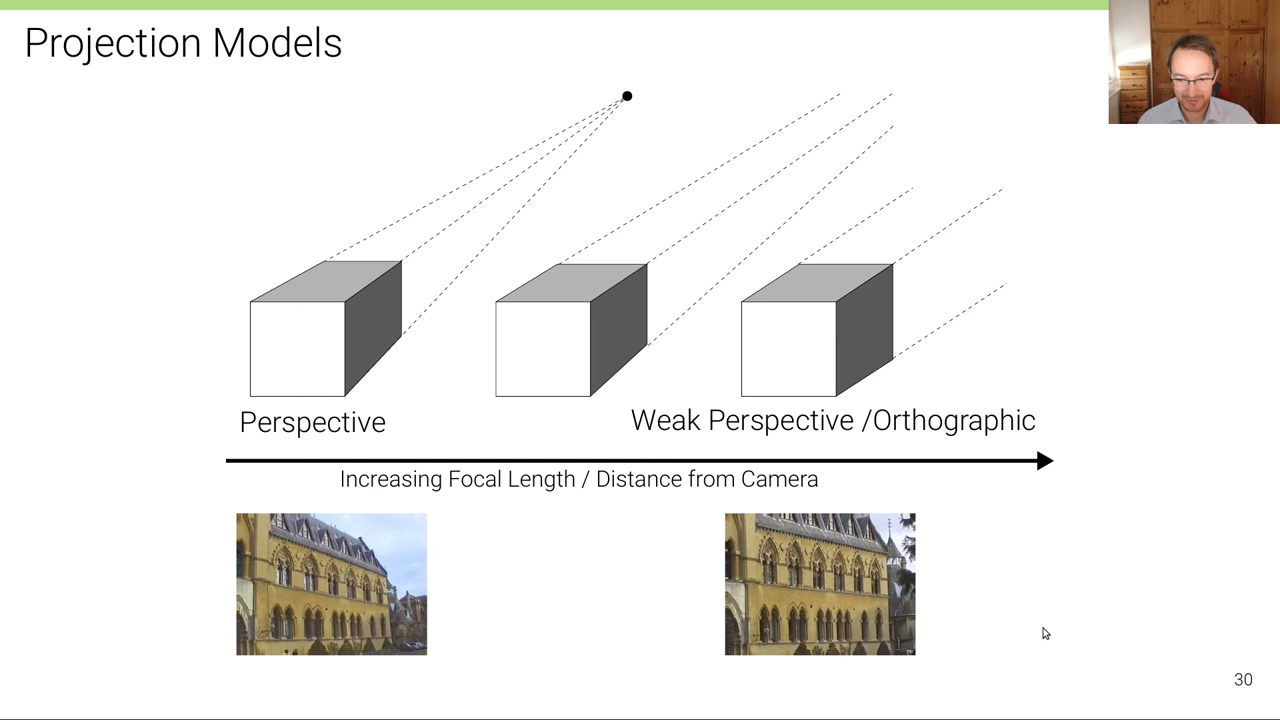 Projection Models
Perspective
Weak Perspective /Orthographic
Increasing Focal Length / Distance from Camera
30